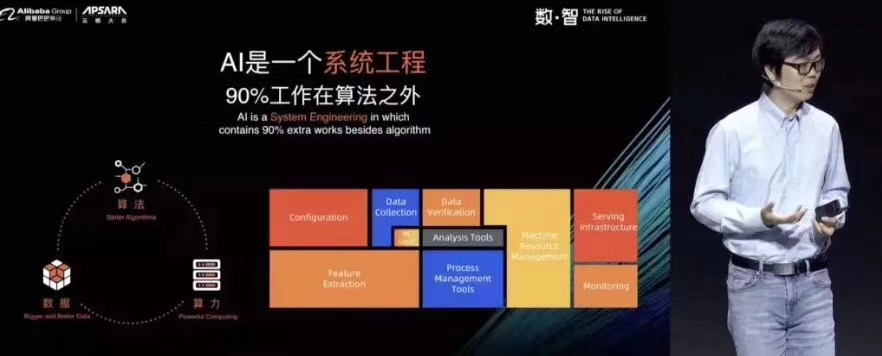 Alibaba Group
阿里巴巴集团
APSARA
云栖大会
数·智
THE RISE OF
DATA INTELLIGENCE
AI是一个系统工程
90%工作在算法之外
AI is a System Engineering in which
contains 90% extra works besides algorithm
算法
Better Algorithms
数据
Bigger and Better Data
算力
Powerful Computing
Configuration
Data
Collection
Data
Verification
Machine
Resource
Management
Serving
Infrastructure
Analysis Tools
Feature
Extraction
Process
Management
Tools
Monitoring